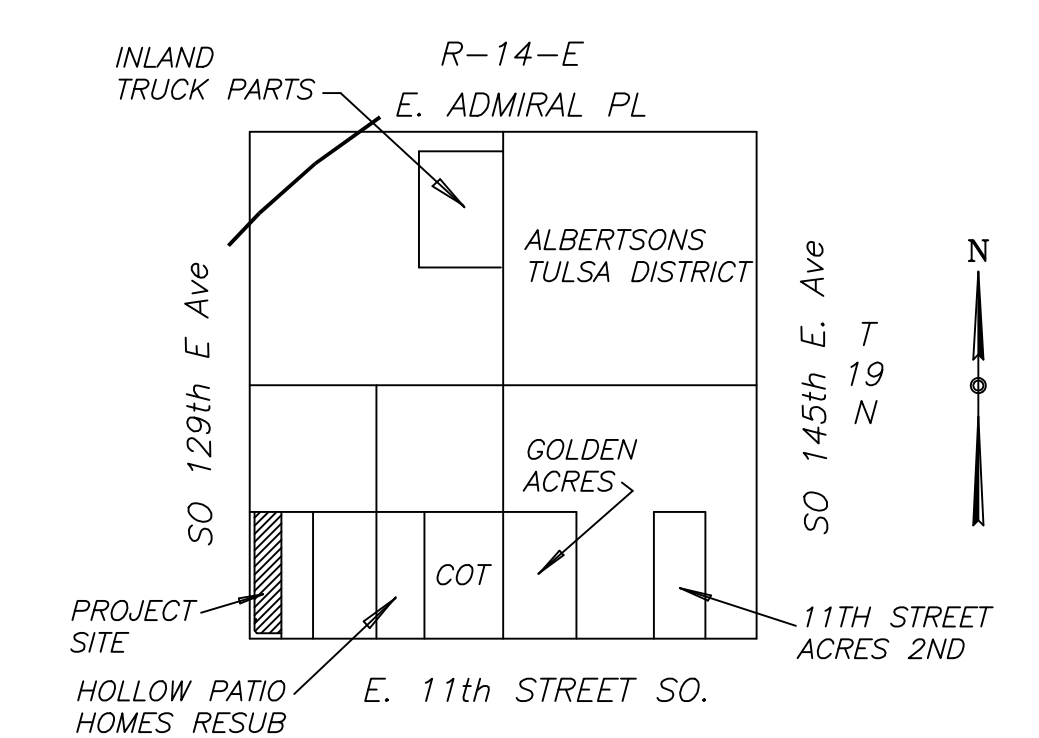 R-14-E
INLAND
TRUCK PARTS
E. ADMIRAL PL
ALBERTSONS
TULSA DISTRICT
SO 129th E Ave
SO 145th E. Ave
T
19
N
N
GOLDEN
ACRES
COT
PROJECT
SITE
11TH STREET
ACRES 2ND
HOLLOW PATIO
HOMES RESUB
E. 11th STREET SO.